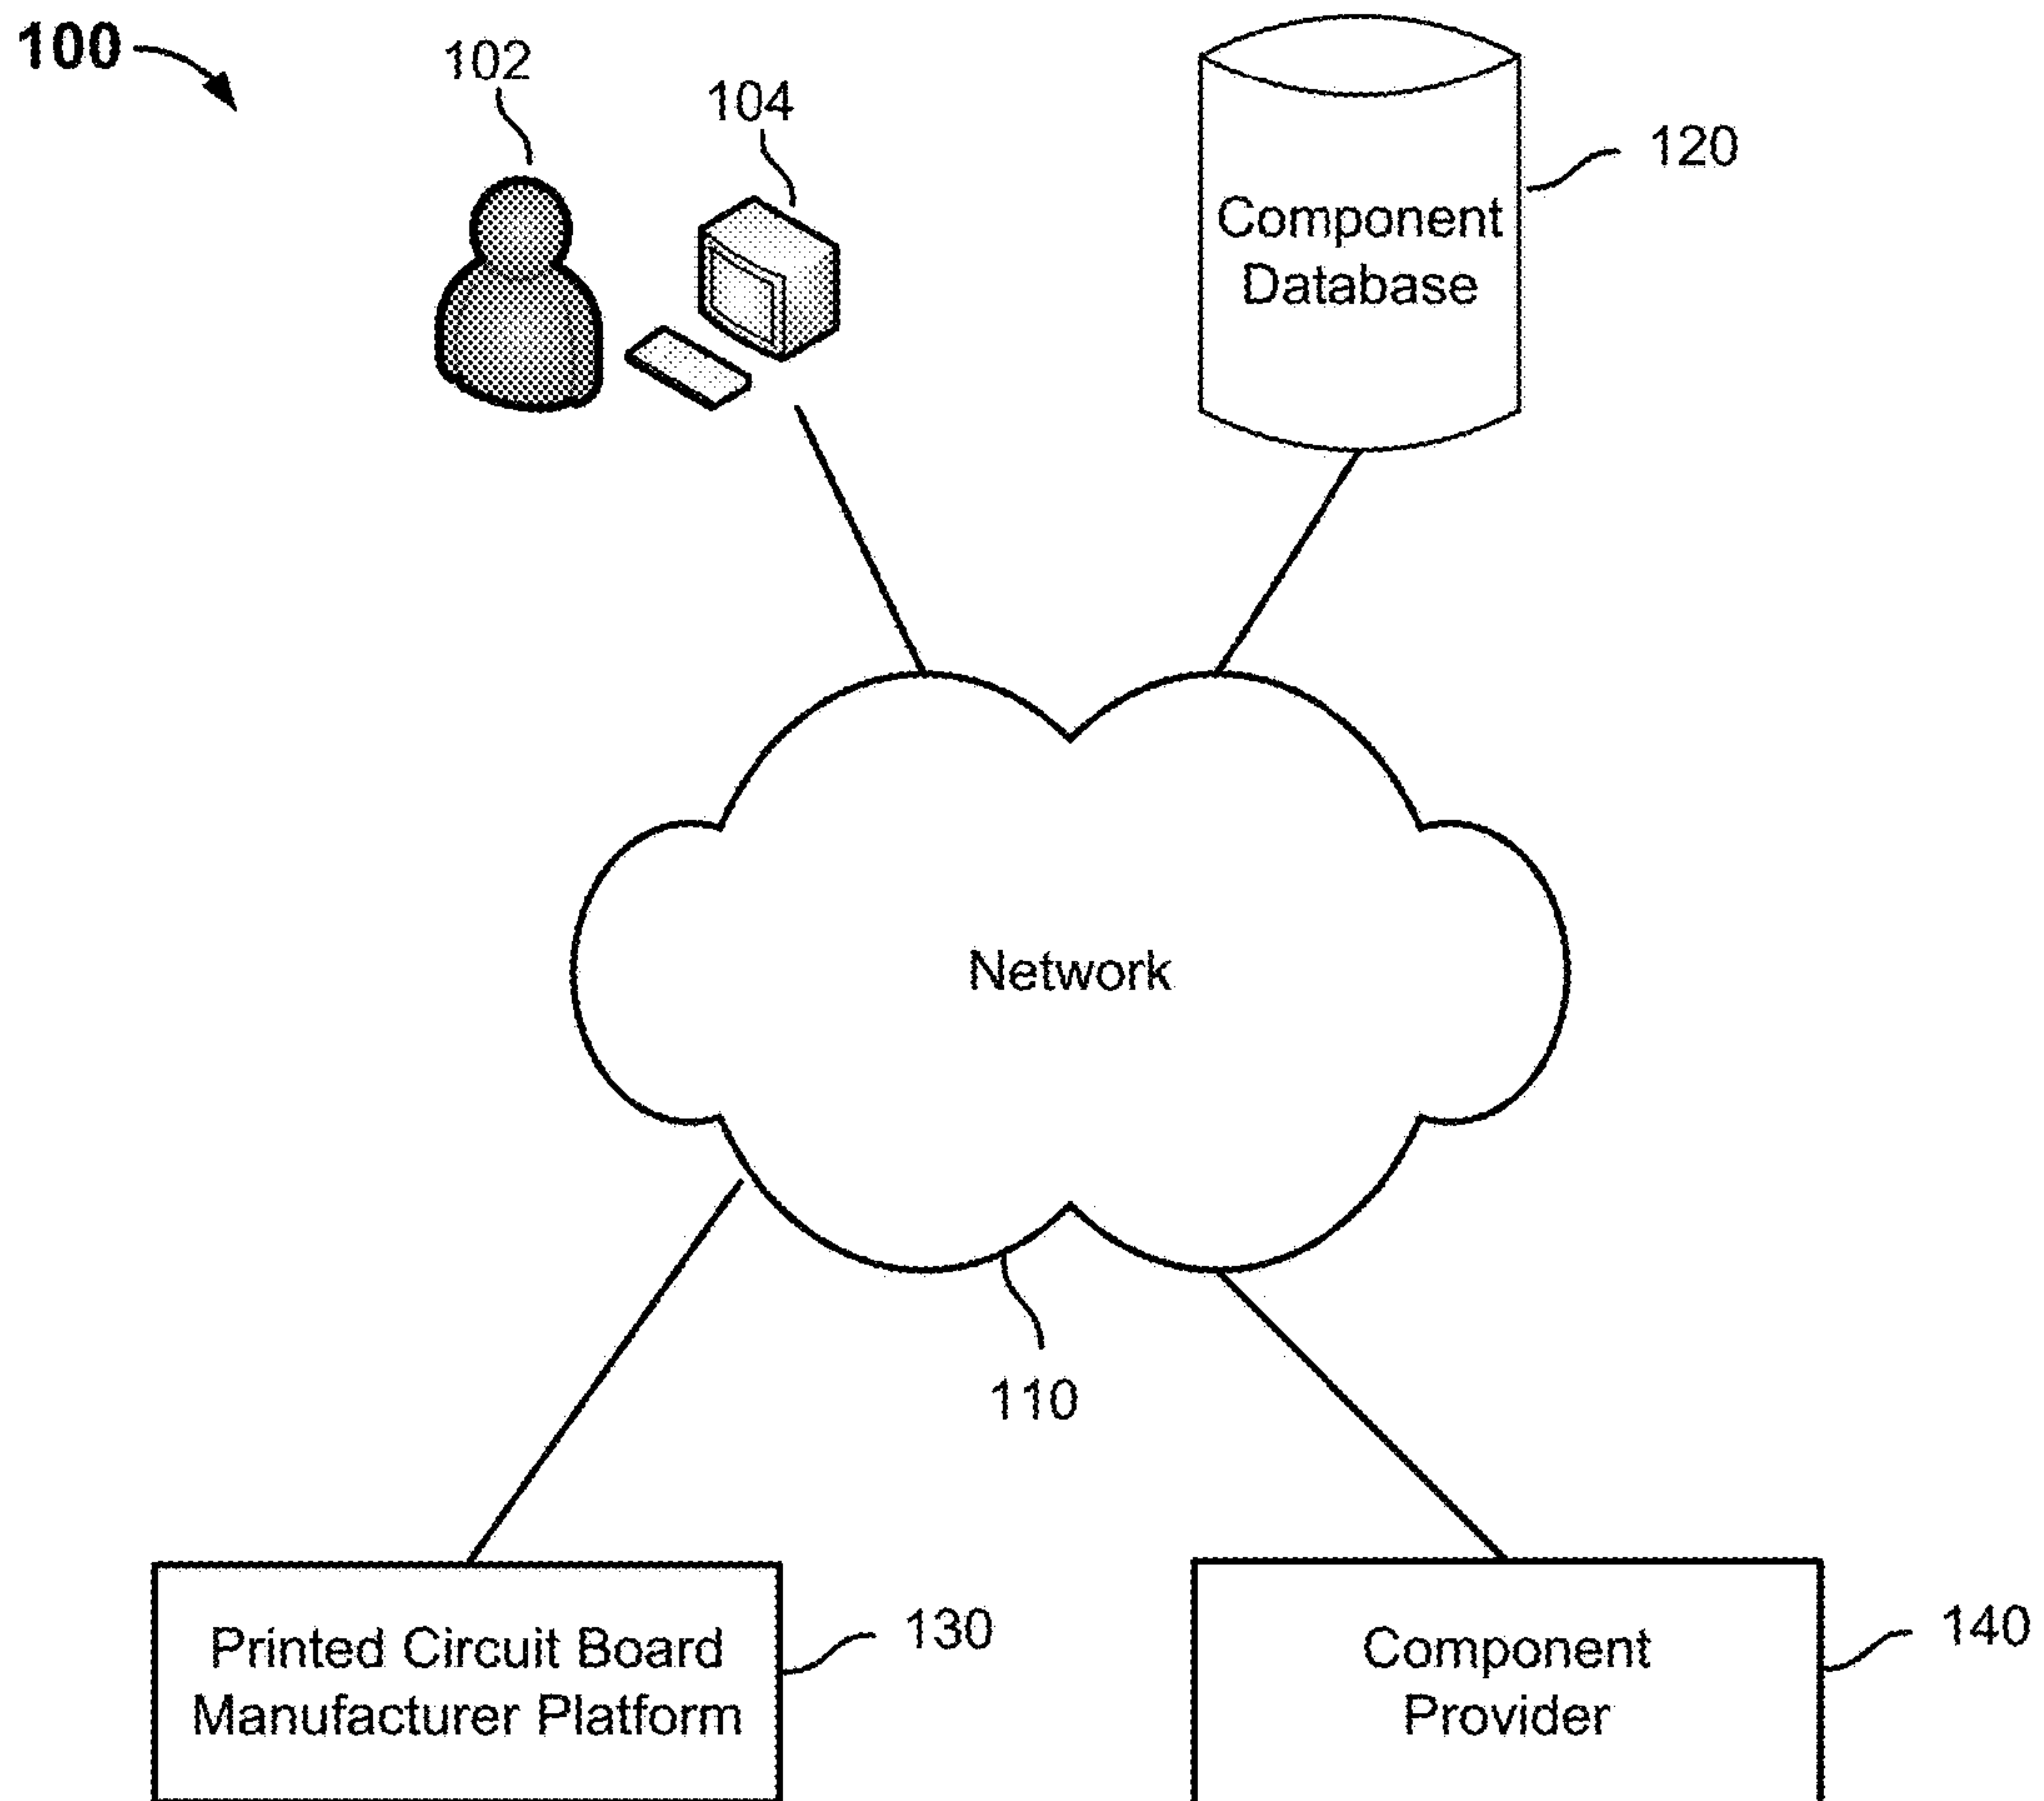 100
102
104
120
Component
Database
Network
110
Printed Circuit Board
Manufacturer Platform
130
Component
Provider
140